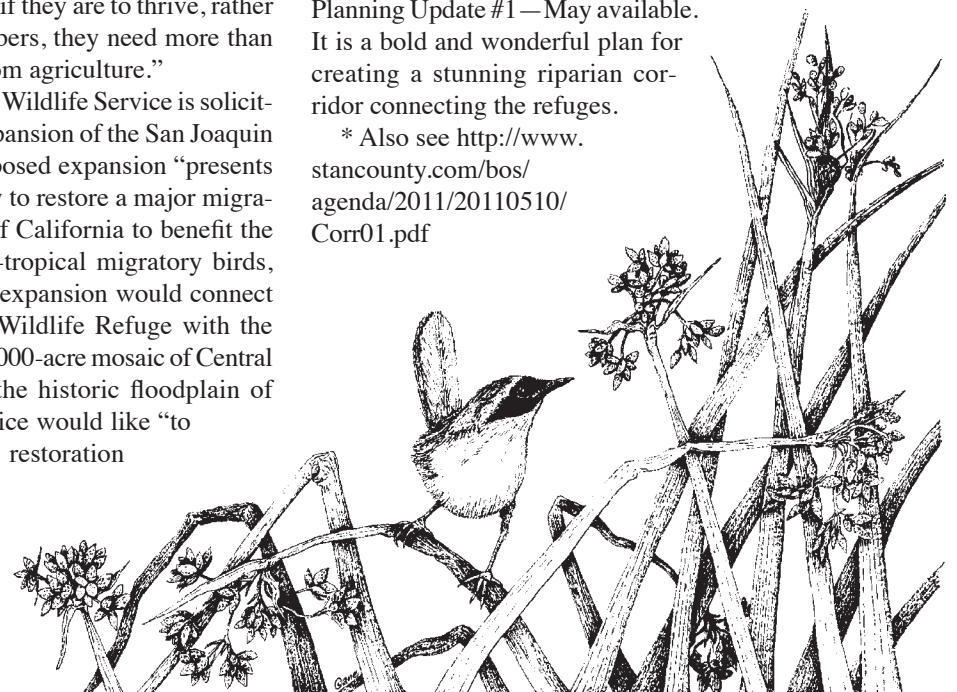 if they are to thrive, rather
bers, they need more than
om agriculture.”
Wildlife Service is solicit-
pansion of the San Joaquin
posed expansion “presents
y to restore a major migra-
f California to benefit the
-tropical migratory birds,
expansion would connect
Wildlife Refuge with the
000-acre mosaic of Central
the historic floodplain of
ice would like “to
restoration
Planning Update #1—May available.
It is a bold and wonderful plan for
creating a stunning riparian cor-
ridor connecting the refuges.
* Also see http://www.
stancounty.com/bos/
agenda/2011/20110510/
Corr01.pdf